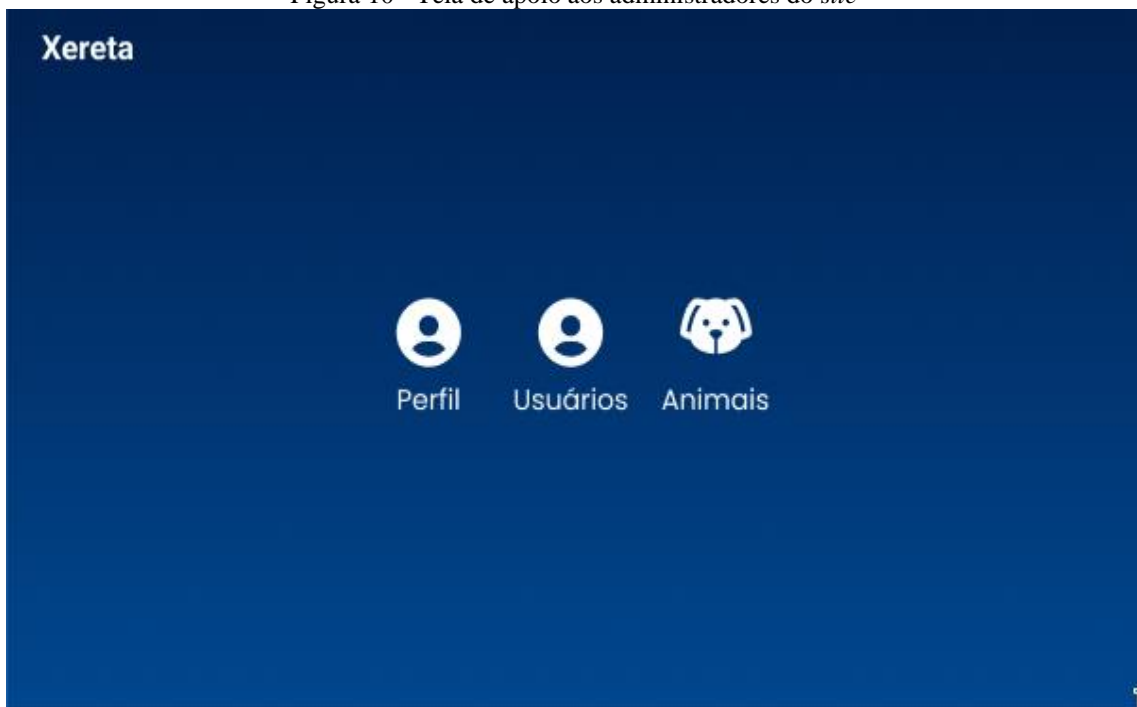 Figura - Tela de apoio aos administradores do site
Xereta
Perfil Usuários Animais